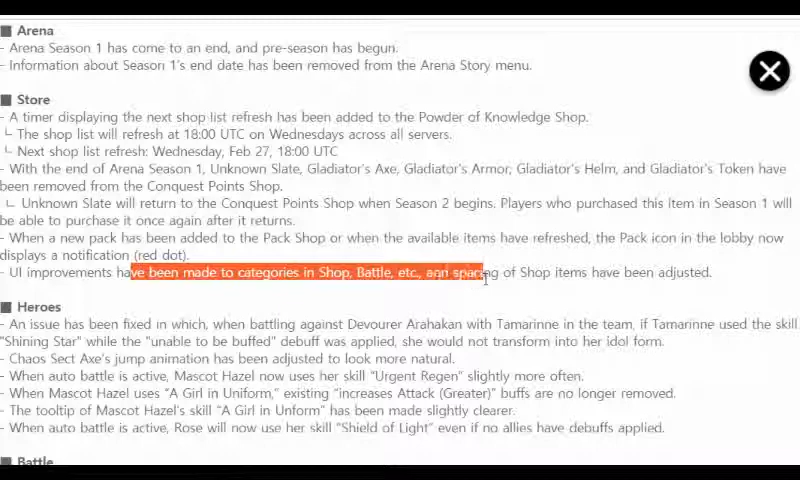 ■ Arena
- Arena Season 1 has come to an end, and pre-season has begun.
- Information about Season 1's end date has been removed from the Arena Story menu.
■ Store
- A timer displaying the next shop list refresh has been added to the Powder of Knowledge Shop.
└ The shop list will refresh at 18:00 UTC on Wednesdays across all servers.
└ Next shop list refresh: Wednesday, Feb 27, 18:00 UTC
- With the end of Arena Season 1, Unknown Slate, Gladiator's Axe, Gladiator's Armor, Gladiator's Helm, and Gladiator's Token have
been removed from the Conquest Points Shop.
└ Unknown Slate will return to the Conquest Points Shop when Season 2 begins. Players who purchased this item in Season 1 will
be able to purchase it once again after it returns.
- When a new pack has been added to the Pack Shop or when the available items have refreshed, the Pack icon in the lobby now
displays a notification (red dot).
- UI improvements have been made to categories in Shop, Battle, etc., and spacing of Shop items have been adjusted.
■ Heroes
- An issue has been fixed in which, when battling against Devourer Arahakan with Tamarinne in the team, if Tamarinne used the skill
"Shining Star" while the "unable to be buffed" debuff was applied, she would not transform into her idol form.
- Chaos Sect Axe's jump animation has been adjusted to look more natural.
- When auto battle is active, Mascot Hazel now uses her skill "Urgent Regen" slightly more often.
- When Mascot Hazel uses "A Girl in Uniform," existing "increases Attack (Greater)" buffs are no longer removed.
- The tooltip of Mascot Hazel's skill "A Girl in Unform" has been made slightly clearer.
- When auto battle is active, Rose will now use her skill "Shield of Light" even if no allies have debuffs applied.
■ Battle